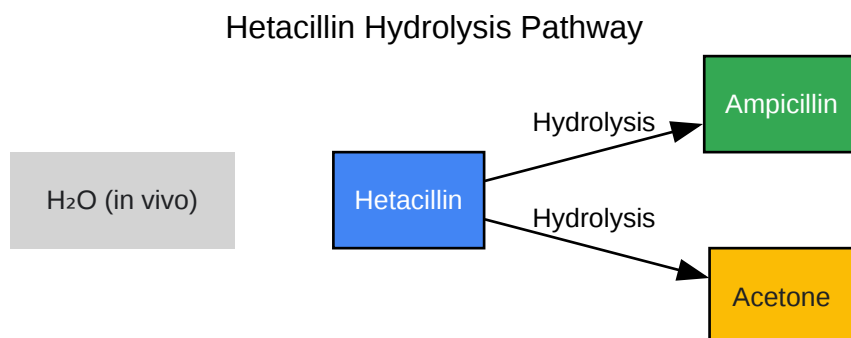 Hetacillin Hydrolysis Pathway
Ampicillin
Hydrolysis
H₂O (in vivo)
Hetacillin
Hydrolysis
Acetone